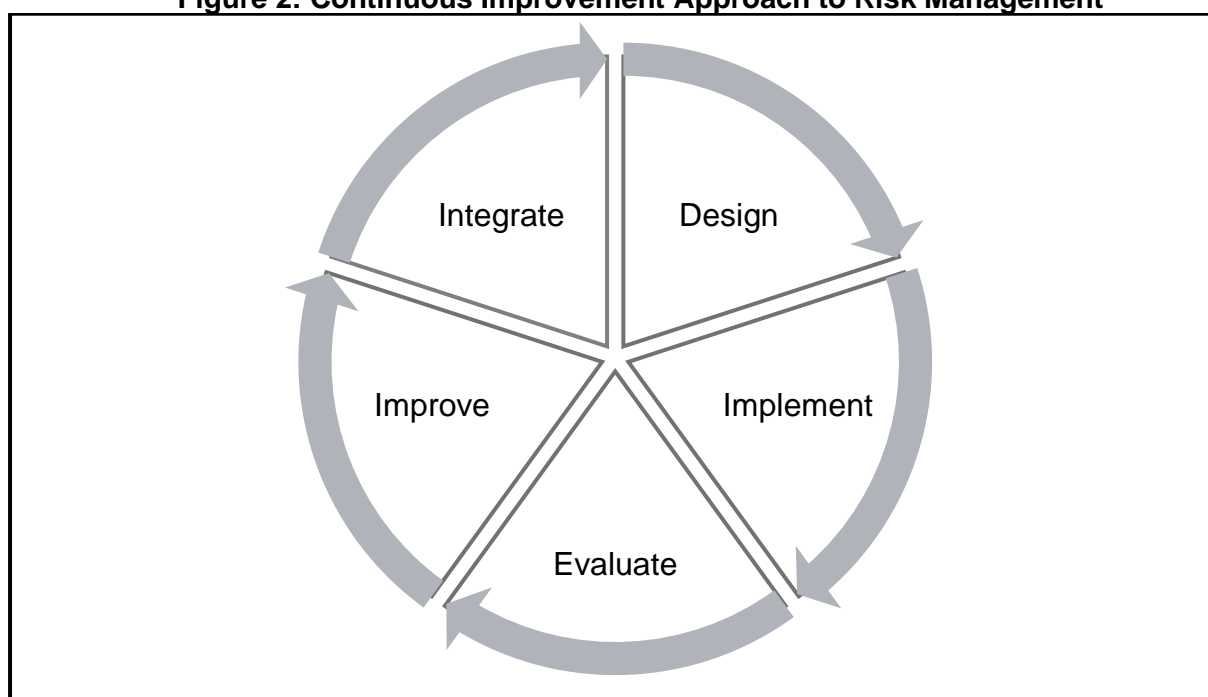 Figure 2: Continuous Improvement Approach to Risk Management
Integrate
Design
Improve
Implement
Evaluate